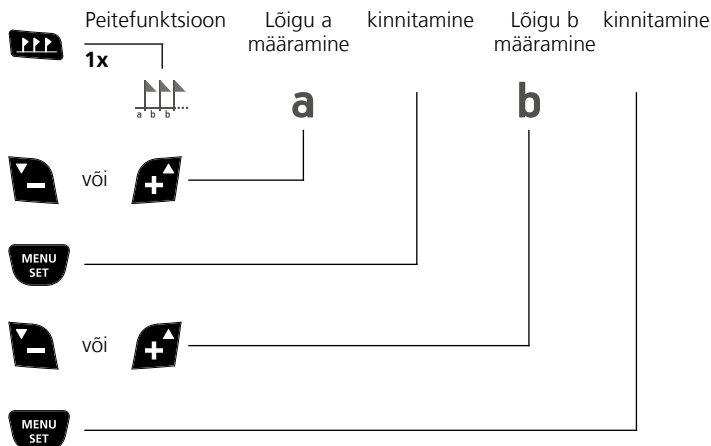 Peitefunktsioon
Lõigu a
määramine
kinnitamine
Lõigu b
määramine
kinnitamine
1x
a b b ...
a
b
− või +
MENU
SET
− või +
MENU
SET